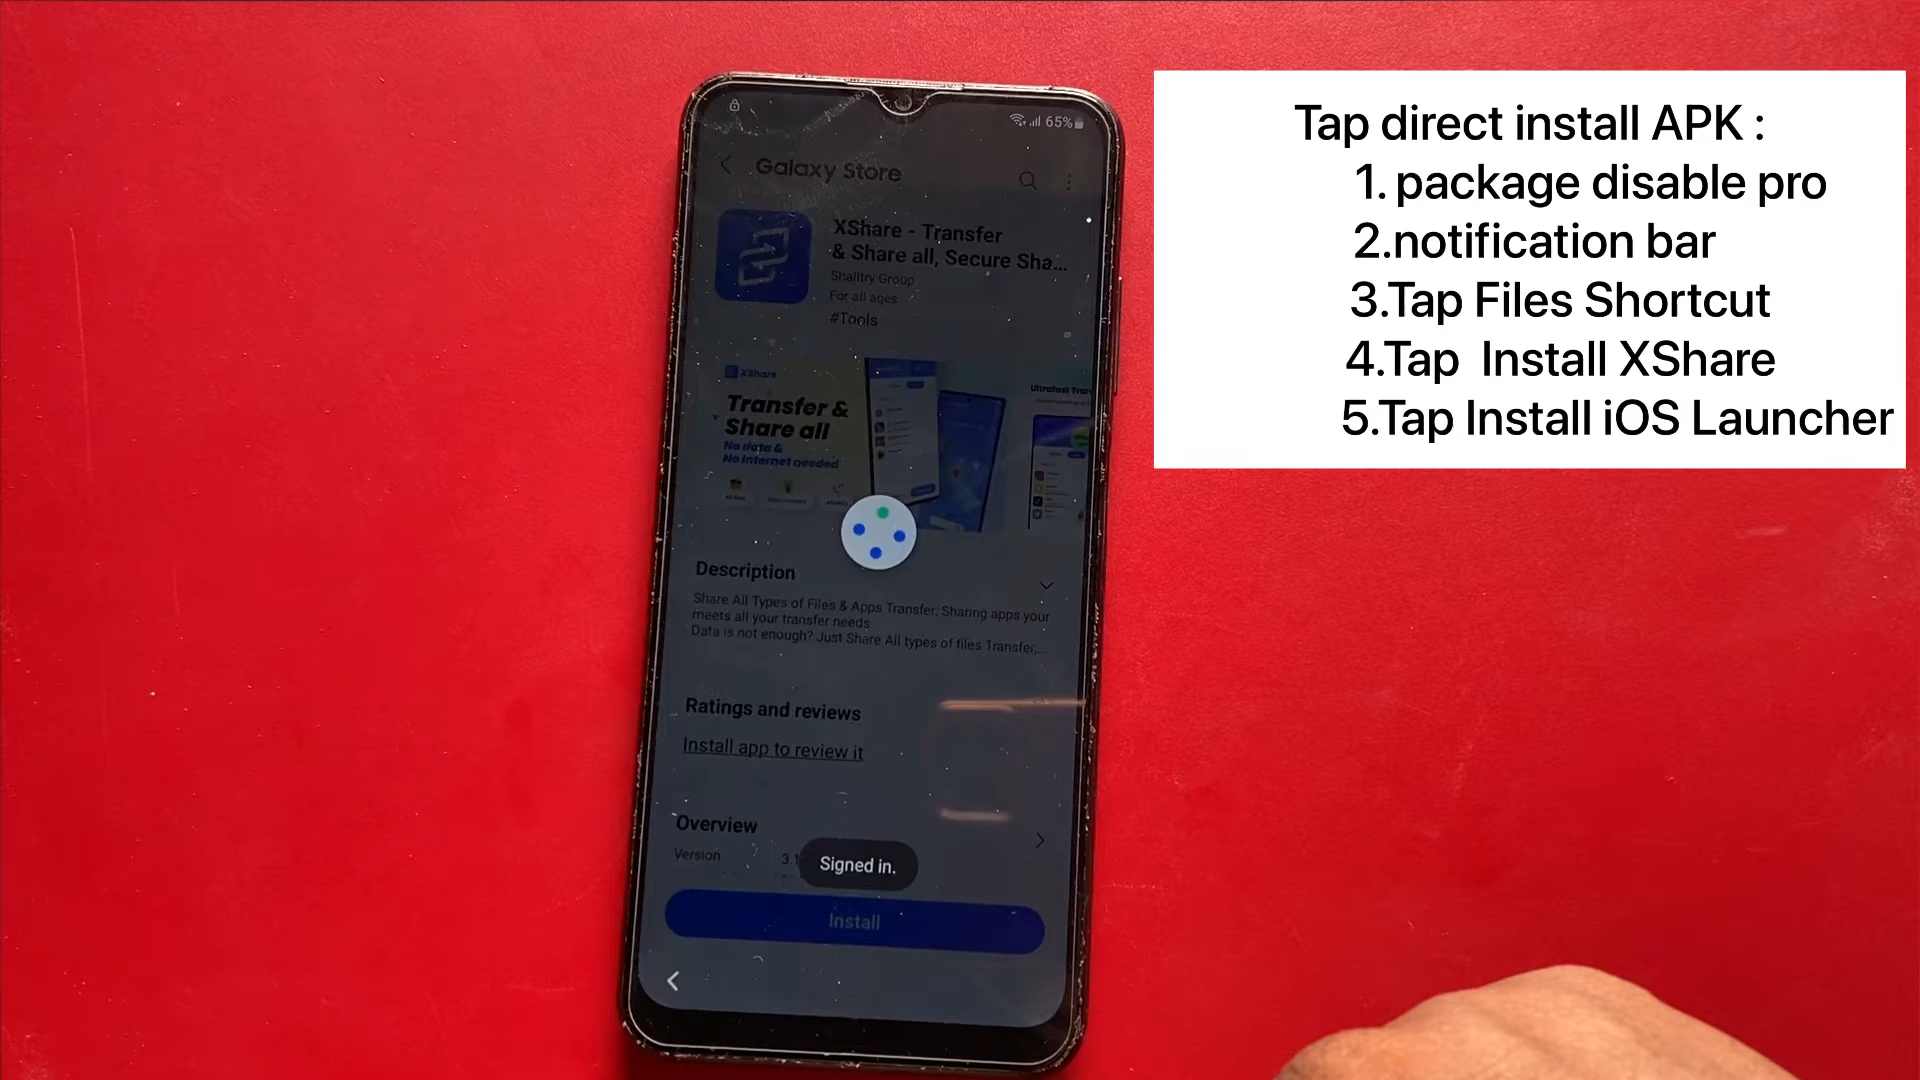 65%
Galaxy Store
XShare - Transfer
& Share all, Secure Sha...
Shalltry Group
For all ages
#Tools
XShare
Transfer &
Share all
No data &
No Internet needed
Ultrafast Tran
Description
Share All Types of Files & Apps Transfer, Sharing apps your
meets all your transfer needs
Data is not enough? Just Share All types of files Transfer,...
Ratings and reviews
Install app to review it
Overview
Version 3.1
Signed in.
Install
Tap direct install APK :
1. package disable pro
2.notification bar
3.Tap Files Shortcut
4.Tap  Install XShare
5.Tap Install iOS Launcher